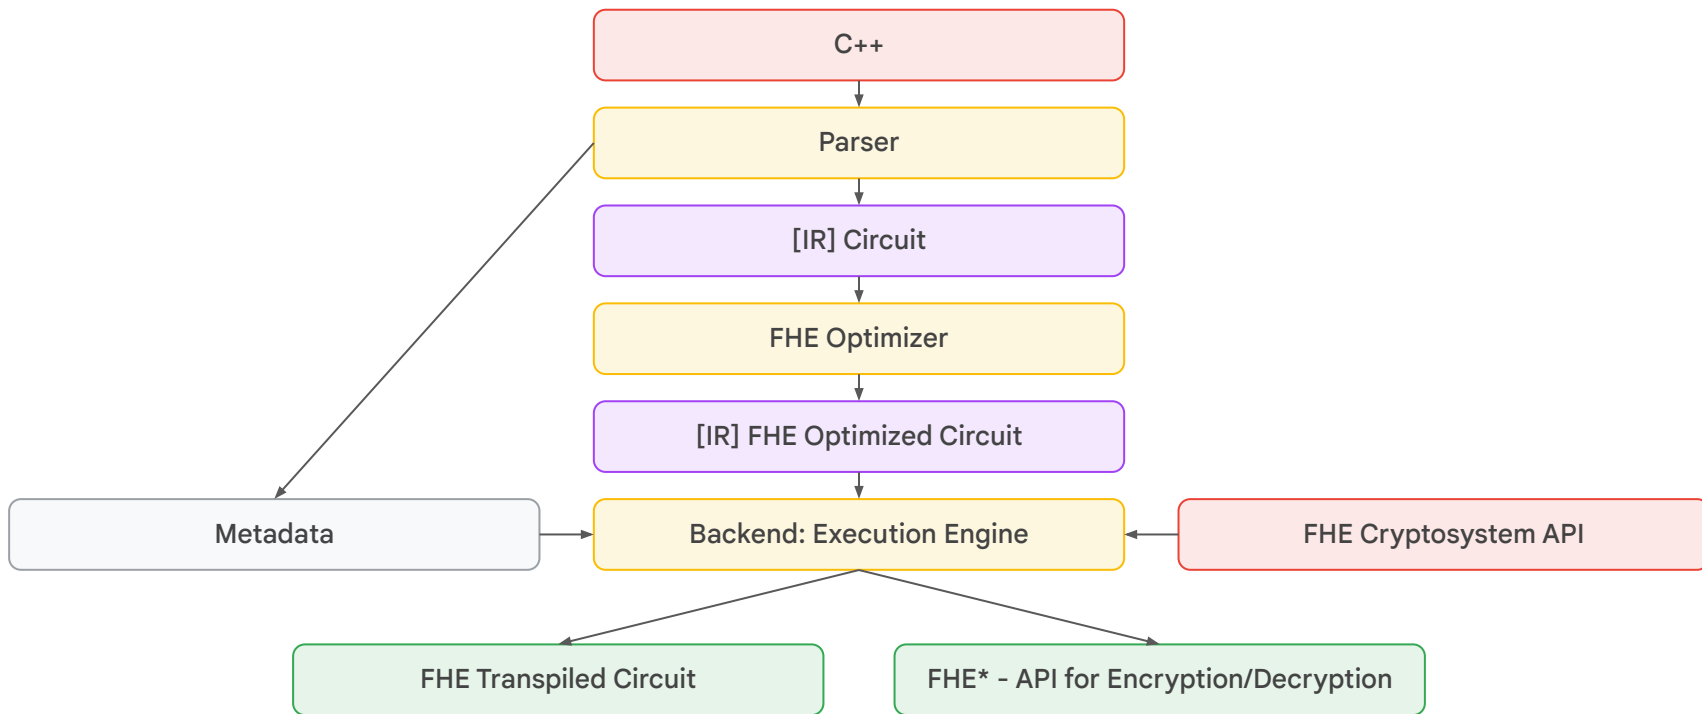 C++
Parser
[IR] Circuit
FHE Optimizer
[IR] FHE Optimized Circuit
Metadata
Backend: Execution Engine
FHE Cryptosystem API
FHE Transpiled Circuit
FHE* - API for Encryption/Decryption